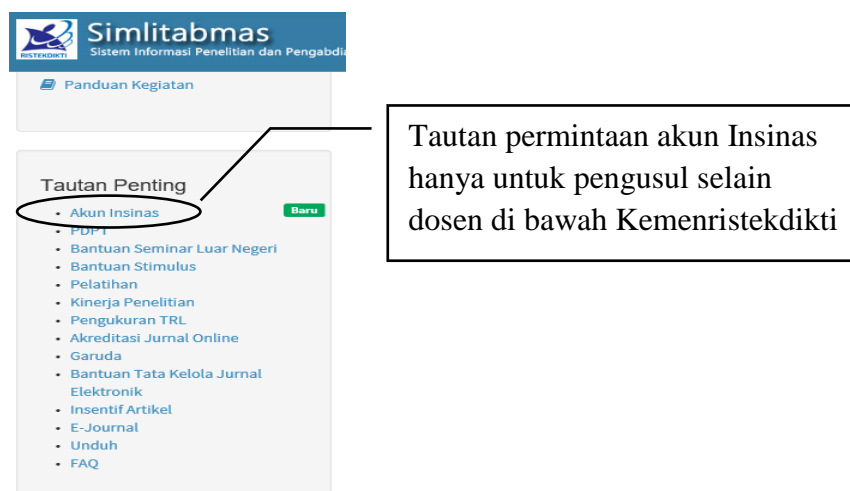 Simlitabmas
RISTEKDIKTI
Sistem Informasi Penelitian dan Pengabdia
Panduan Kegiatan
Tautan permintaan akun Insinas
hanya untuk pengusul selain
dosen di bawah Kemenristekdikti
Tautan Penting
• Akun Insinas
Baru
• PDPT
• Bantuan Seminar Luar Negeri
• Bantuan Stimulus
• Pelatihan
• Kinerja Penelitian
• Pengukuran TRL
• Akreditasi Jurnal Online
• Garuda
• Bantuan Tata Kelola Jurnal
Elektronik
• Insentif Artikel
• E-Journal
• Unduh
• FAQ